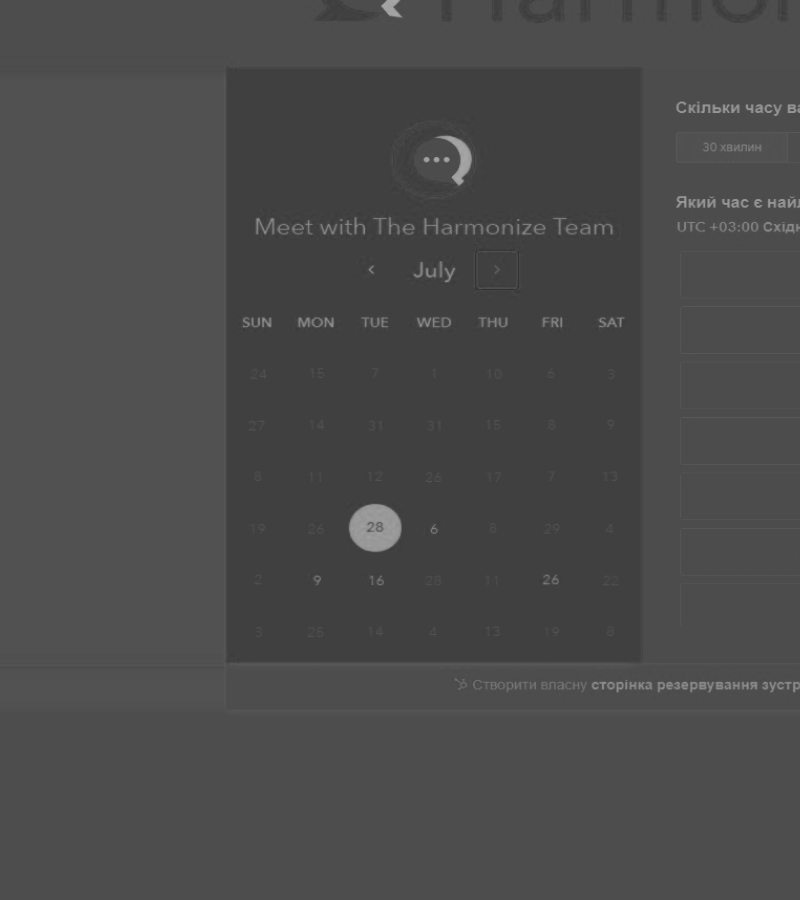 Harmon
Meet with The Harmonize Team
July
SUN MON TUE WED THU FRI SAT
24 15 7 1 10 6 3
27 14 31 31 15 8 9
8 11 12 26 17 7 13
19 26 28 6 8 29 4
2 9 16 28 11 26 22
3 25 14 4 13 19 8
Скільки часу ва
30 хвилин
Який час є най
UTC +03:00 Східн
Створити власну сторінка резервування зустр